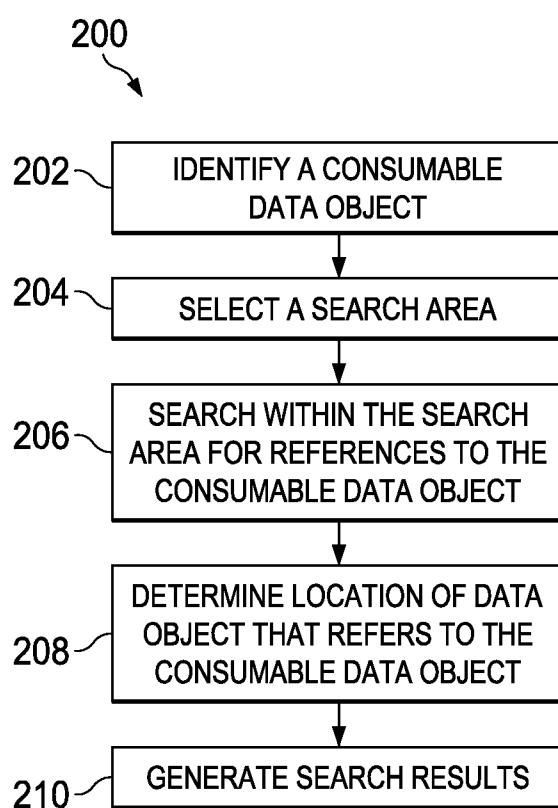 200
202
IDENTIFY A CONSUMABLE
DATA OBJECT
204
SELECT A SEARCH AREA
206
SEARCH WITHIN THE SEARCH
AREA FOR REFERENCES TO THE
CONSUMABLE DATA OBJECT
208
DETERMINE LOCATION OF DATA
OBJECT THAT REFERS TO THE
CONSUMABLE DATA OBJECT
210
GENERATE SEARCH RESULTS